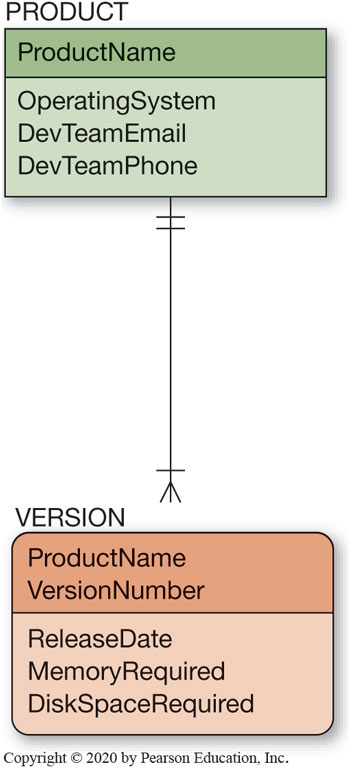 PRODUCT
ProductName
OperatingSystem
DevTeamEmail
DevTeamPhone
VERSION
ProductName
VersionNumber
ReleaseDate
MemoryRequired
DiskSpaceRequired
Copyright © 2020 by Pearson Education, Inc.